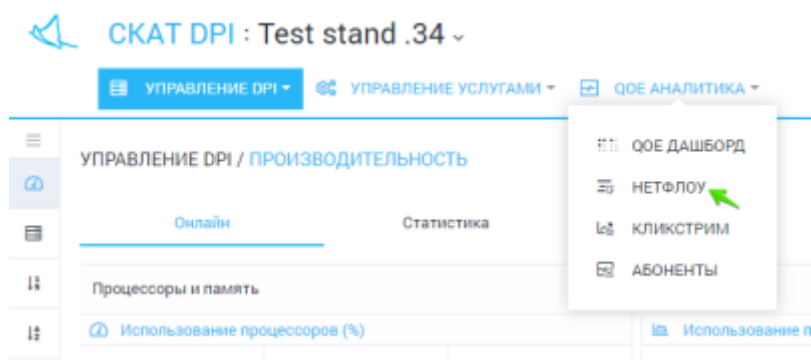 СКАТ DPI : Test stand .34
УПРАВЛЕНИЕ DPI
УПРАВЛЕНИЕ УСЛУГАМИ
QOE АНАЛИТИКА
QOE ДАШБОРД
НЕТФЛОУ
КЛИКСТРИМ
АБОНЕНТЫ
УПРАВЛЕНИЕ DPI / ПРОИЗВОДИТЕЛЬНОСТЬ
Онлайн
Статистика
Процессоры и память
Использование процессоров (%)
Использование